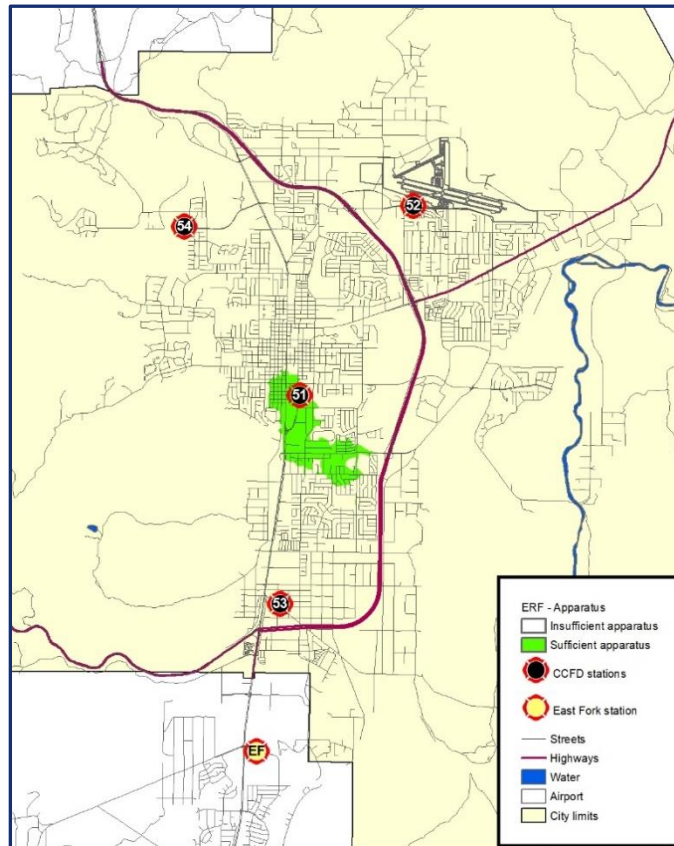 52
54
51
53
EF
ERF - Apparatus
Insufficient apparatus
Sufficient apparatus
CCFD stations
East Fork station
Streets
Highways
Water
Airport
City limits